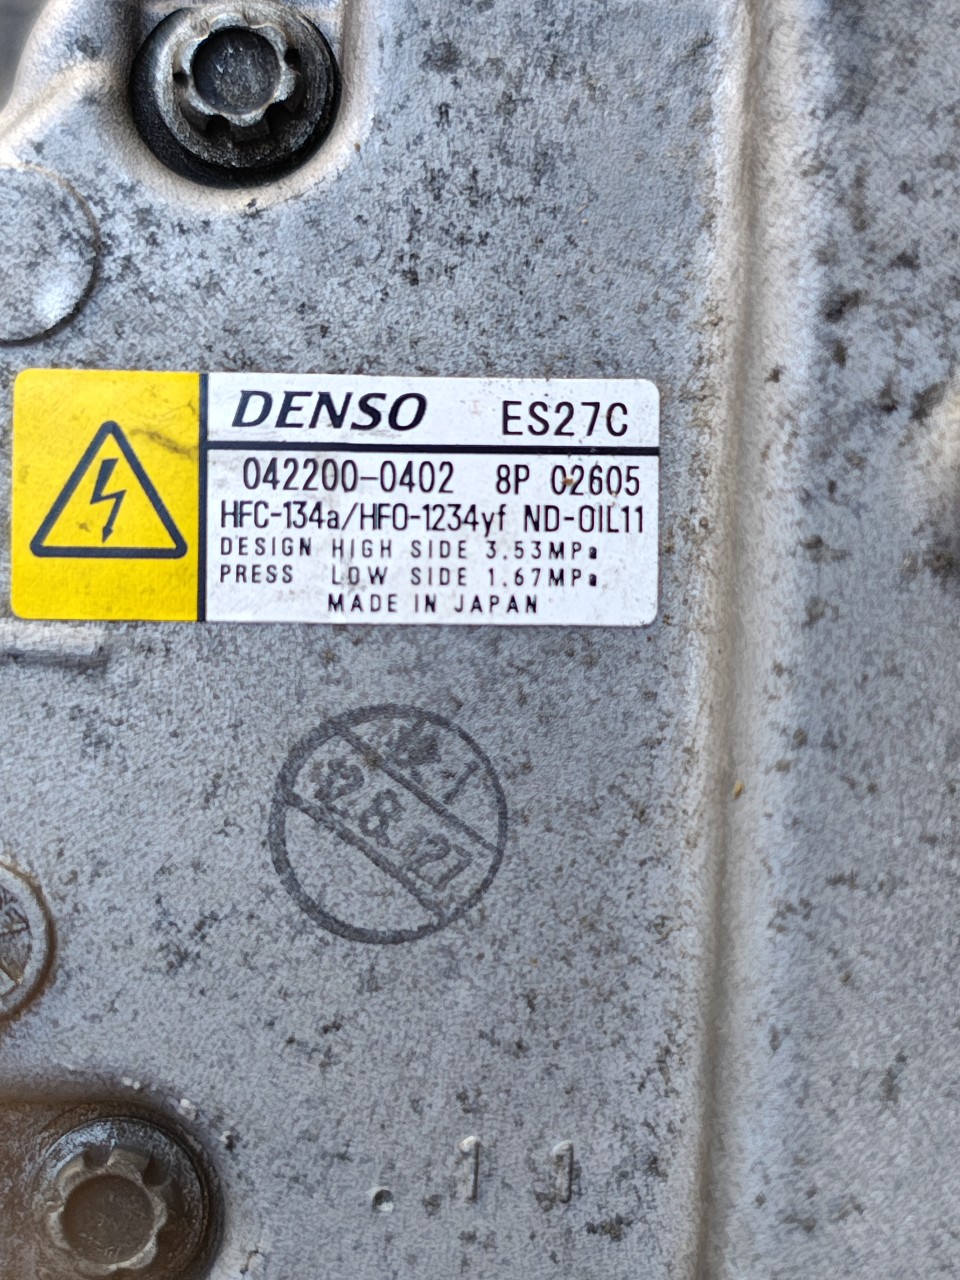 DENSO ES27C
042200-0402 8P 02605
HFC-134a/HFO-1234yf ND-OIL11
DESIGN HIGH SIDE 3.53MPa
PRESS LOW SIDE 1.67MPa
MADE IN JAPAN
11